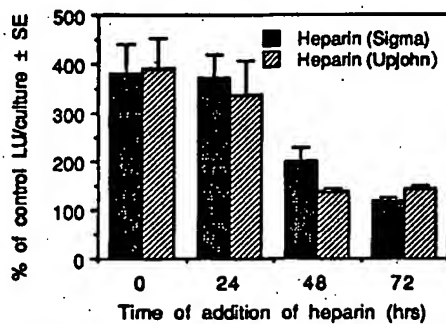 % of control LU/culture ± SE
500
400
300
200
100
0
Heparin (Sigma)
Heparin (Upjohn)
0 24 48 72
Time of addition of heparin (hrs)